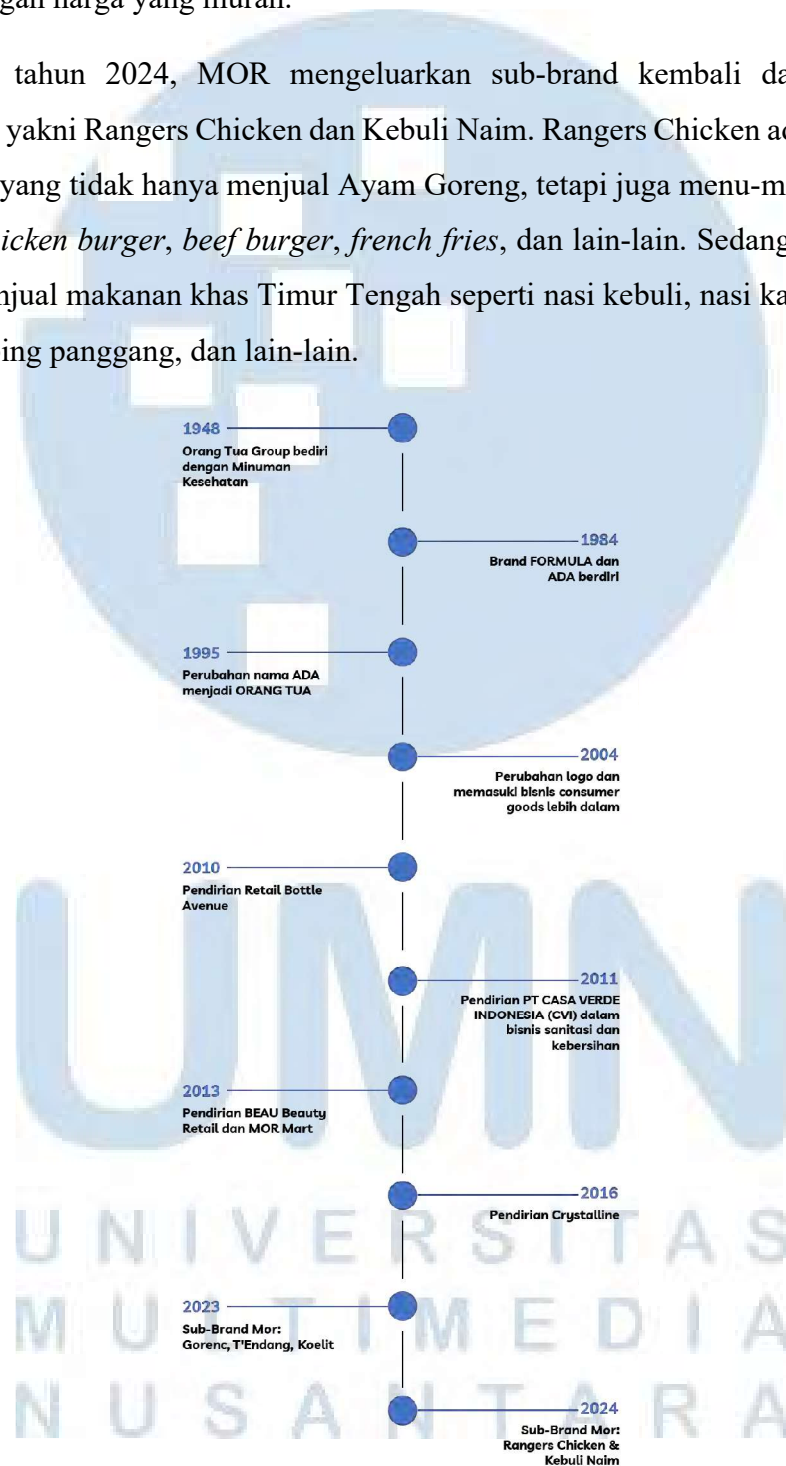 gan harga yang murah.
tahun 2024, MOR mengeluarkan sub-brand kembali da
yakni Rangers Chicken dan Kebuli Naim. Rangers Chicken ad
yang tidak hanya menjual Ayam Goreng, tetapi juga menu-m
icken burger, beef burger, french fries, dan lain-lain. Sedang
njual makanan khas Timur Tengah seperti nasi kebuli, nasi ka
ing panggang, dan lain-lain.
1948
Orang Tua Group bediri
dengan Minuman
Kesehatan
1984
Brand FORMULA dan
ADA berdiri
1995
Perubahan nama ADA
menjadi ORANG TUA
2004
Perubahan logo dan
memasuki bisnis consumer
goods lebih dalam
2010
Pendirian Retail Bottle
Avenue
2011
Pendirian PT CASA VERDE
INDONESIA (CVI) dalam
bisnis sanitasi dan
kebersihan
2013
Pendirian BEAU Beauty
Retail dan MOR Mart
2016
Pendirian Crystalline
2023
Sub-Brand Mor:
Gorenc, T'Endang, Koelit
2024
Sub-Brand Mor:
Rangers Chicken &
Kebuli Naim
UMN
UNIVERSITAS
MULTIMEDIA
NUSANTARA